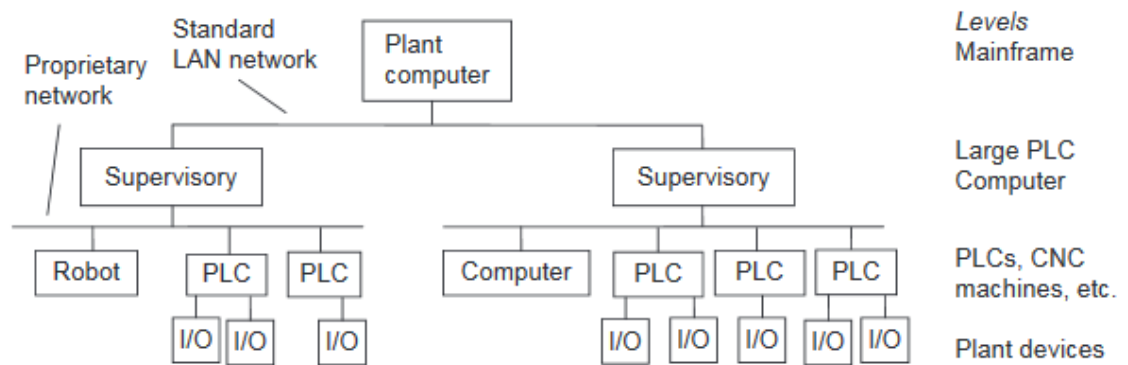 Standard
LAN network
Proprietary
network
Plant
computer
Levels
Mainframe
Supervisory
Supervisory
Large PLC
Computer
Robot
PLC
PLC
Computer
PLC
PLC
PLC
PLCs, CNC
machines, etc.
I/O
I/O
I/O
I/O
I/O
I/O
I/O
I/O
Plant devices